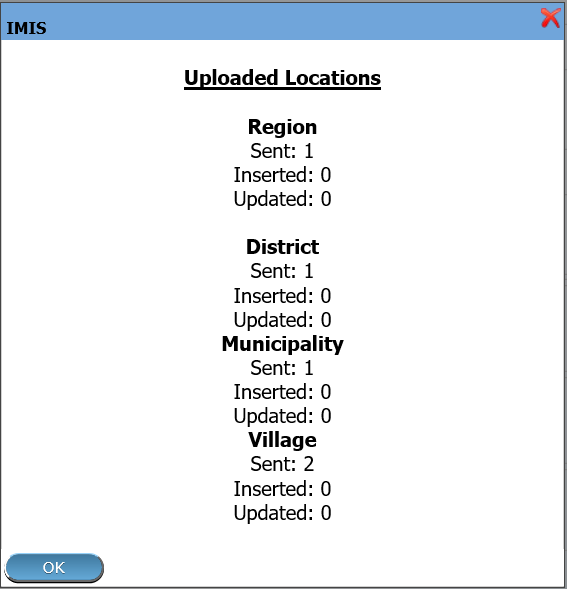 IMIS
Uploaded Locations
Region
Sent: 1
Inserted: 0
Updated: 0
District
Sent: 1
Inserted: 0
Updated: 0
Municipality
Sent: 1
Inserted: 0
Updated: 0
Village
Sent: 2
Inserted: 0
Updated: 0
OK